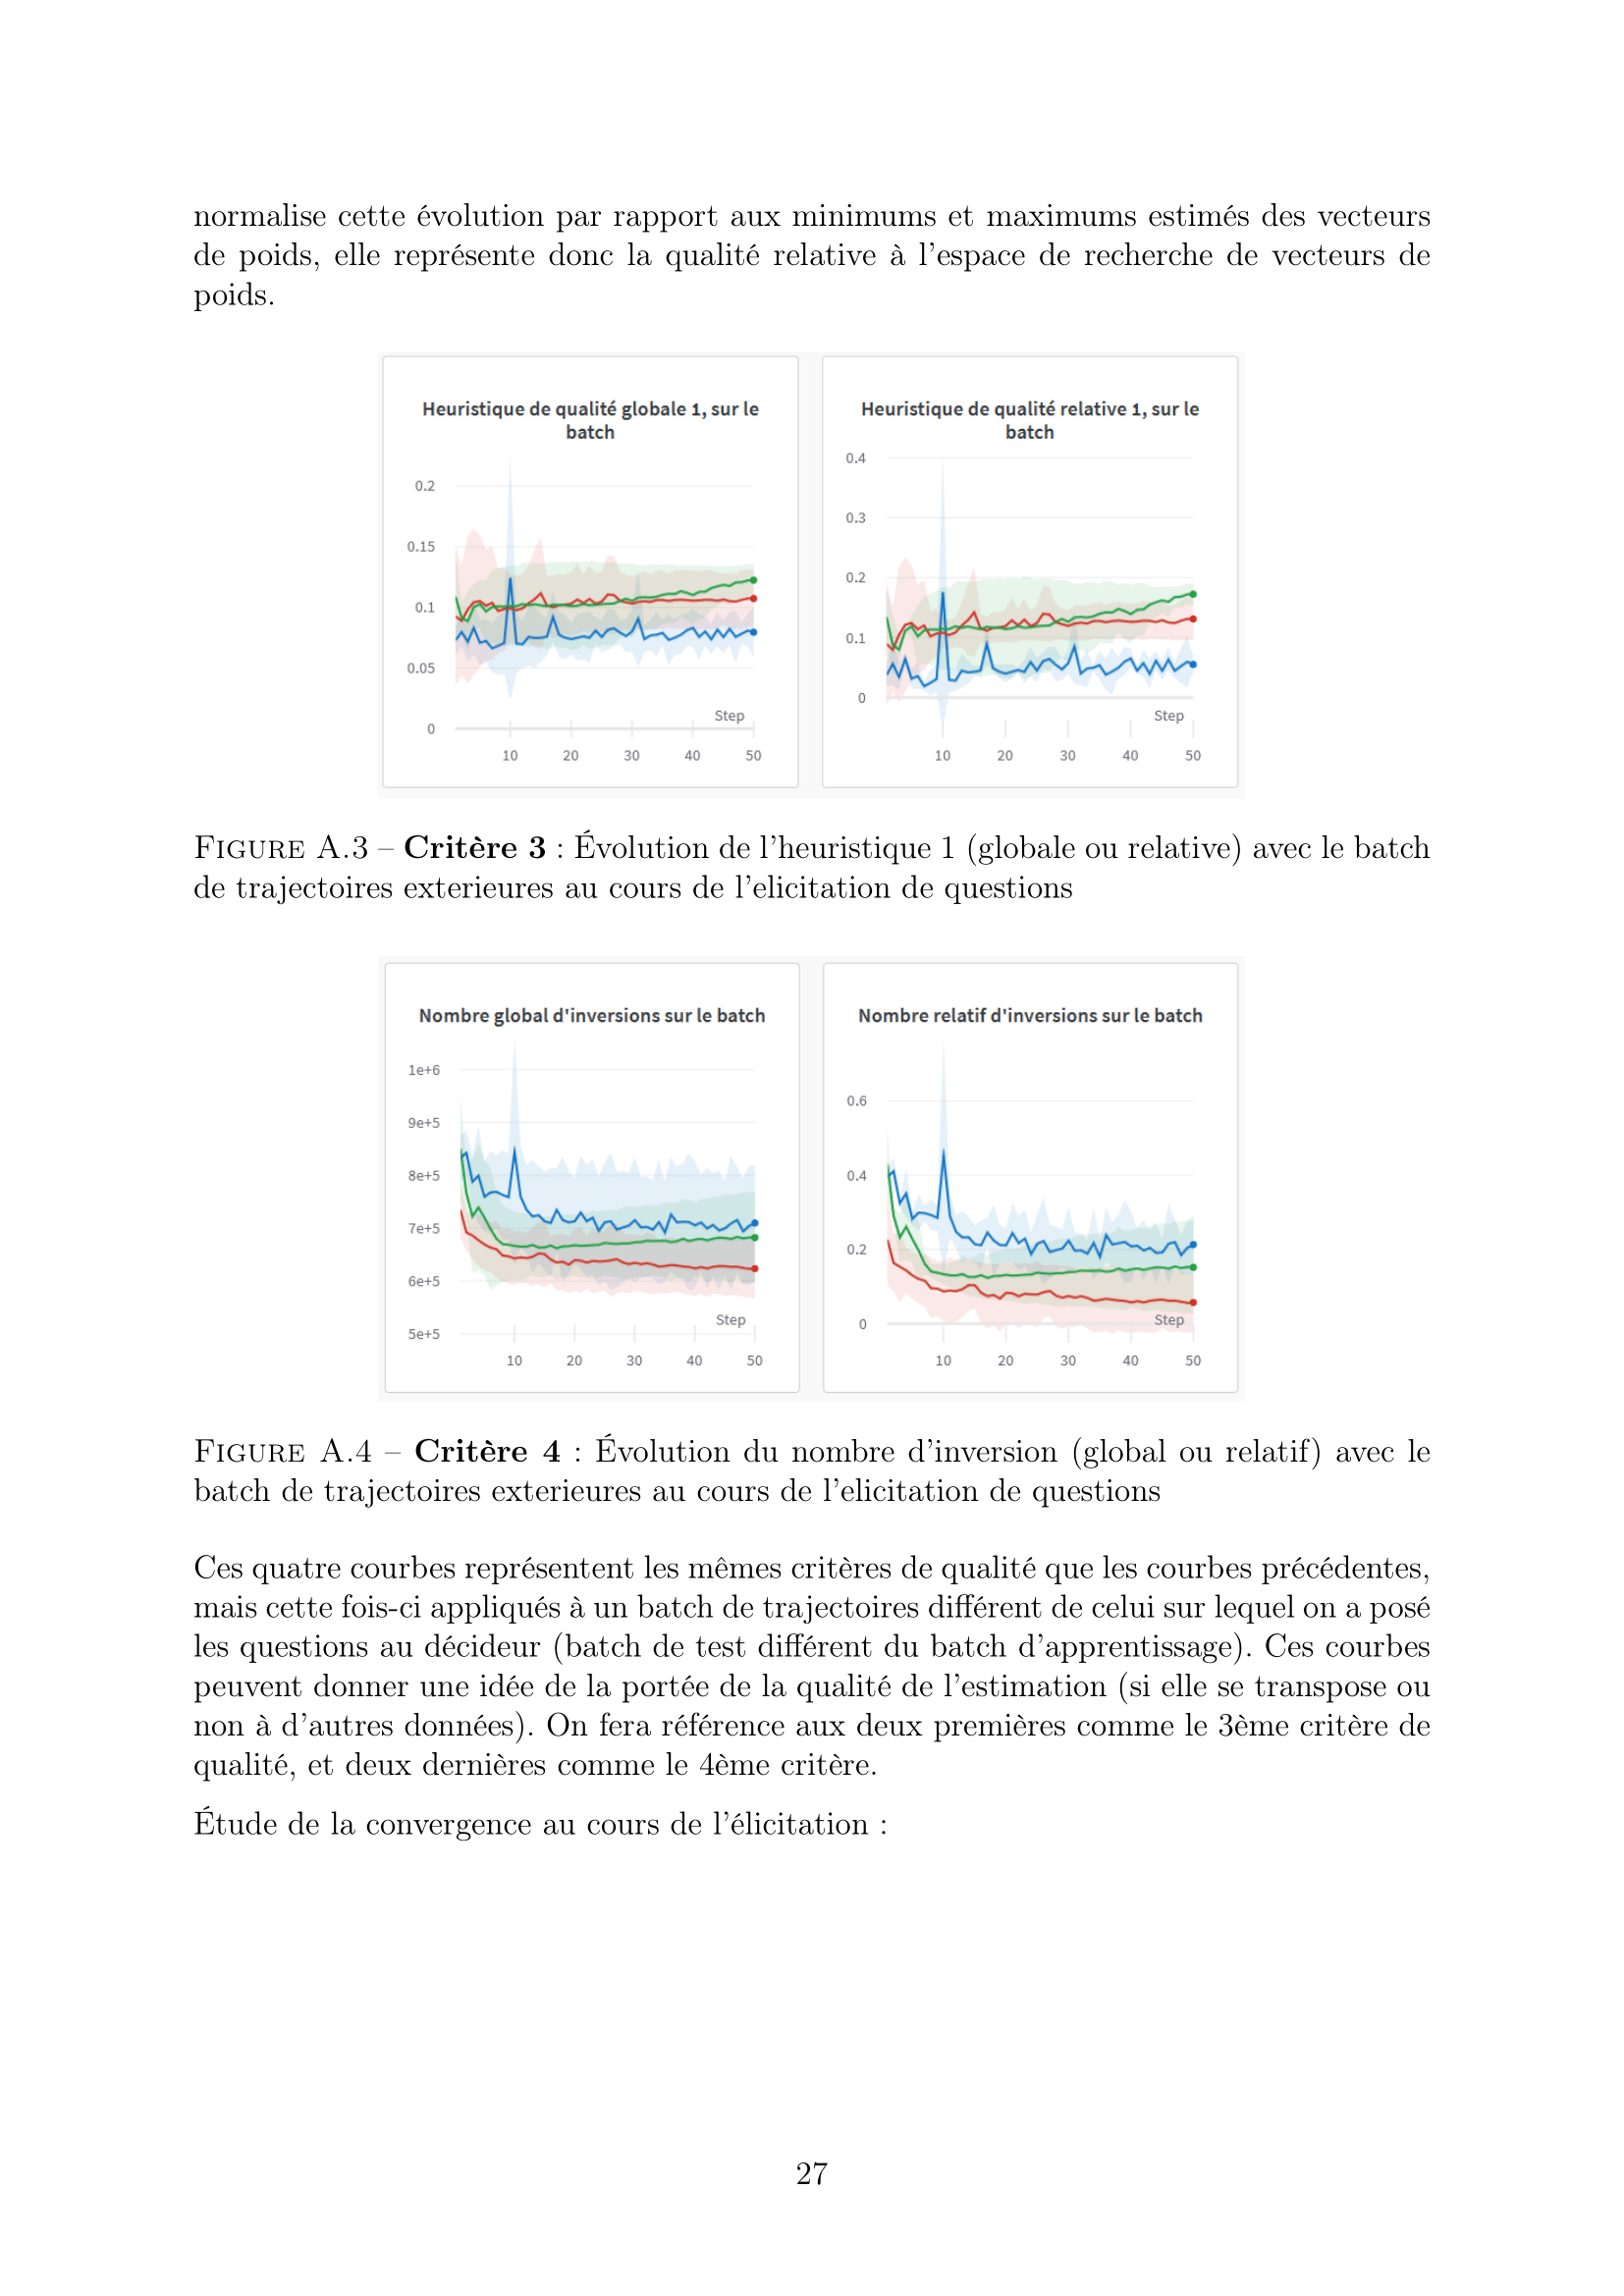 normalise cette évolution par rapport aux minimums et maximums estimés des vecteurs
de poids, elle représente donc la qualité relative à l'espace de recherche de vecteurs de
poids.
Heuristique de qualité globale 1, sur le
batch
0.2
0.15
0.1
0.05
0
Step
10 20 30 40 50
Heuristique de qualité relative 1, sur le
batch
0.4
0.3
0.2
0.1
0
Step
10 20 30 40 50
FIGURE A.3 – Critère 3 : Évolution de l'heuristique 1 (globale ou relative) avec le batch
de trajectoires exterieures au cours de l'elicitation de questions
Nombre global d'inversions sur le batch
1e+6
9e+5
8e+5
7e+5
6e+5
5e+5
Step
10 20 30 40 50
Nombre relatif d'inversions sur le batch
0.6
0.4
0.2
0
Step
10 20 30 40 50
FIGURE A.4 – Critère 4 : Évolution du nombre d'inversion (global ou relatif) avec le
batch de trajectoires exterieures au cours de l'elicitation de questions
Ces quatre courbes représentent les mêmes critères de qualité que les courbes précédentes,
mais cette fois-ci appliqués à un batch de trajectoires différent de celui sur lequel on a posé
les questions au décideur (batch de test différent du batch d'apprentissage). Ces courbes
peuvent donner une idée de la portée de la qualité de l'estimation (si elle se transpose ou
non à d'autres données). On fera référence aux deux premières comme le 3ème critère de
qualité, et deux dernières comme le 4ème critère.
Étude de la convergence au cours de l'élicitation :
27